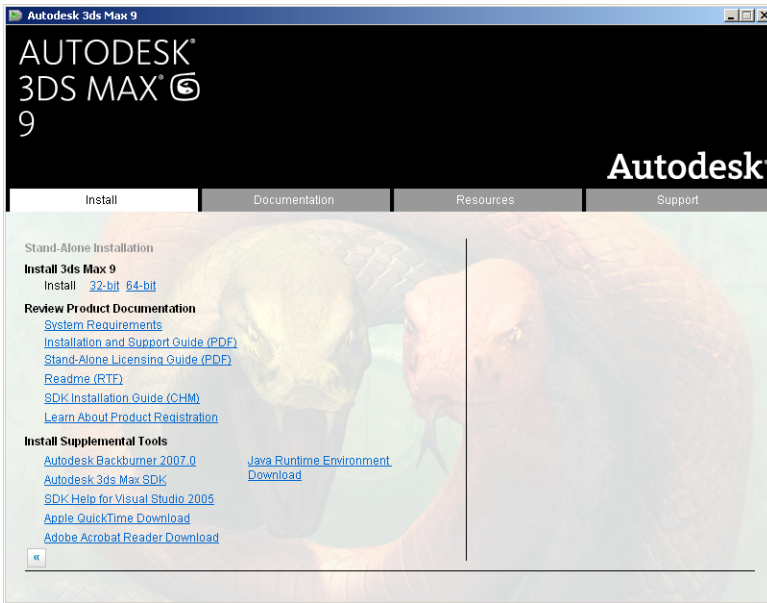 Autodesk 3ds Max 9
AUTODESK®
3DS MAX®
9
Autodesk®
Install Documentation Resources Support
Stand-Alone Installation
Install 3ds Max 9
Install 32-bit 64-bit
Review Product Documentation
System Requirements
Installation and Support Guide (PDF)
Stand-Alone Licensing Guide (PDF)
Readme (RTF)
SDK Installation Guide (CHM)
Learn About Product Registration
Install Supplemental Tools
Autodesk Backburner 2007.0
Autodesk 3ds Max SDK
SDK Help for Visual Studio 2005
Apple QuickTime Download
Adobe Acrobat Reader Download
Java Runtime Environment
Download
«